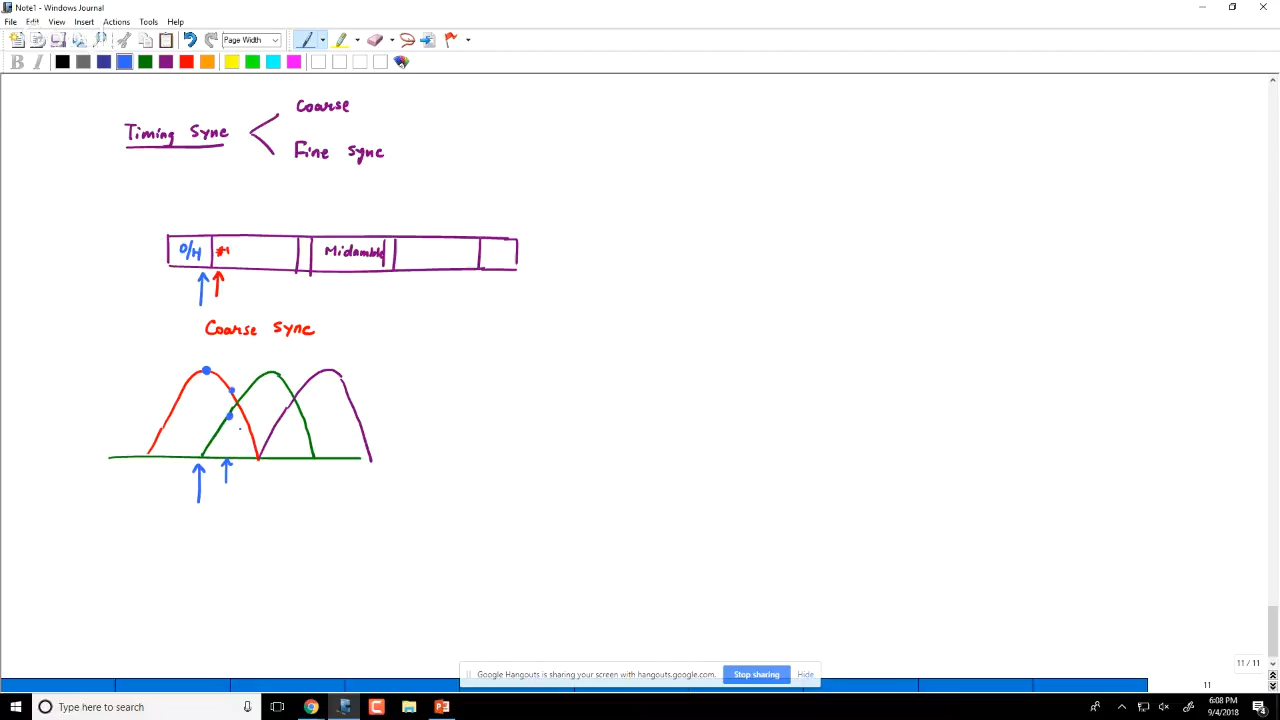 Note1 - Windows Journal
File Edit View Insert Actions Tools Help
Page Width
B I
Timing Sync
Coarse
Fine Sync
O/H #1 Midamble
Coarse Sync
11 / 11
Google Hangouts is sharing your screen with hangouts.google.com. Stop sharing Hide
11
Type here to search
6:08 PM
9/4/2018
4